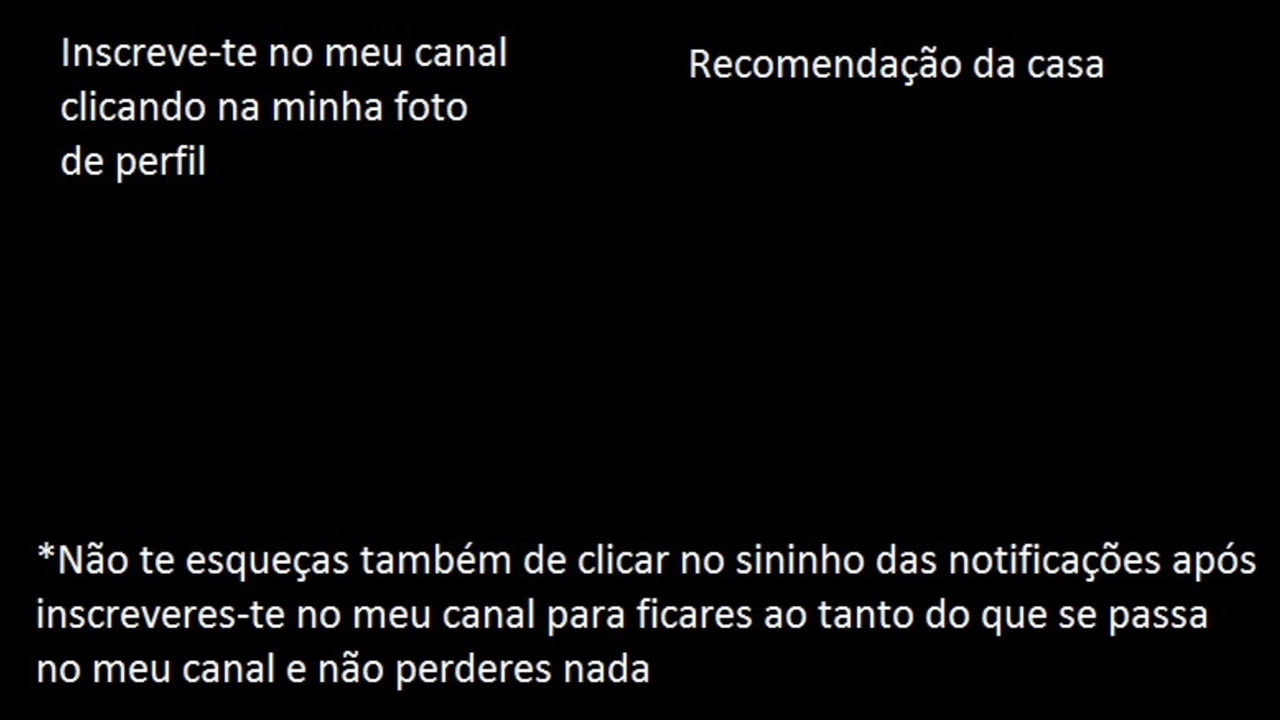 Inscreve-te no meu canal
clicando na minha foto
de perfil
Recomendação da casa
*Não te esqueças também de clicar no sininho das notificações após
inscreveres-te no meu canal para ficares ao tanto do que se passa
no meu canal e não perderes nada